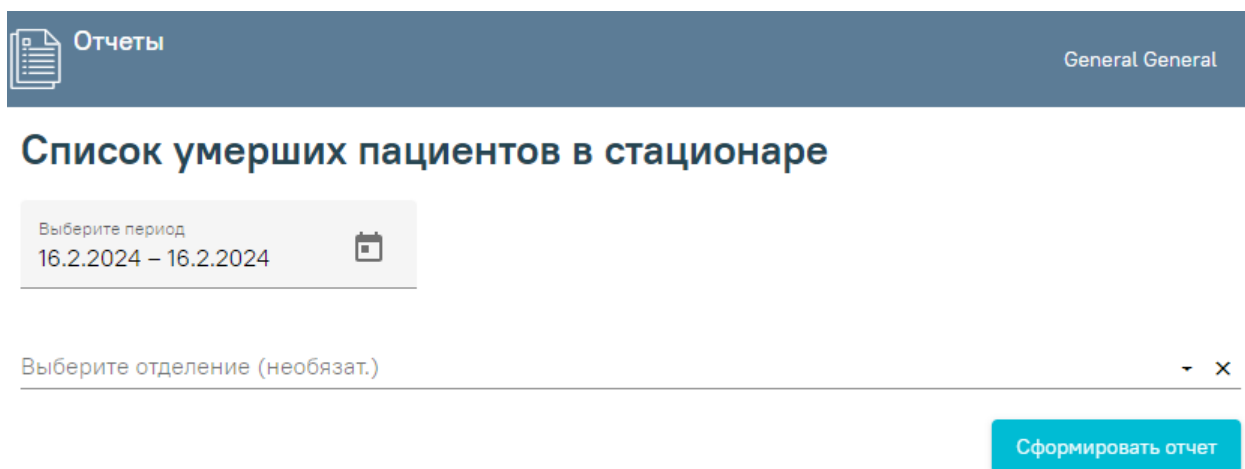 Отчеты
General General
Список умерших пациентов в стационаре
Выберите период
16.2.2024 – 16.2.2024
Выберите отделение (необязат.)
Сформировать отчет